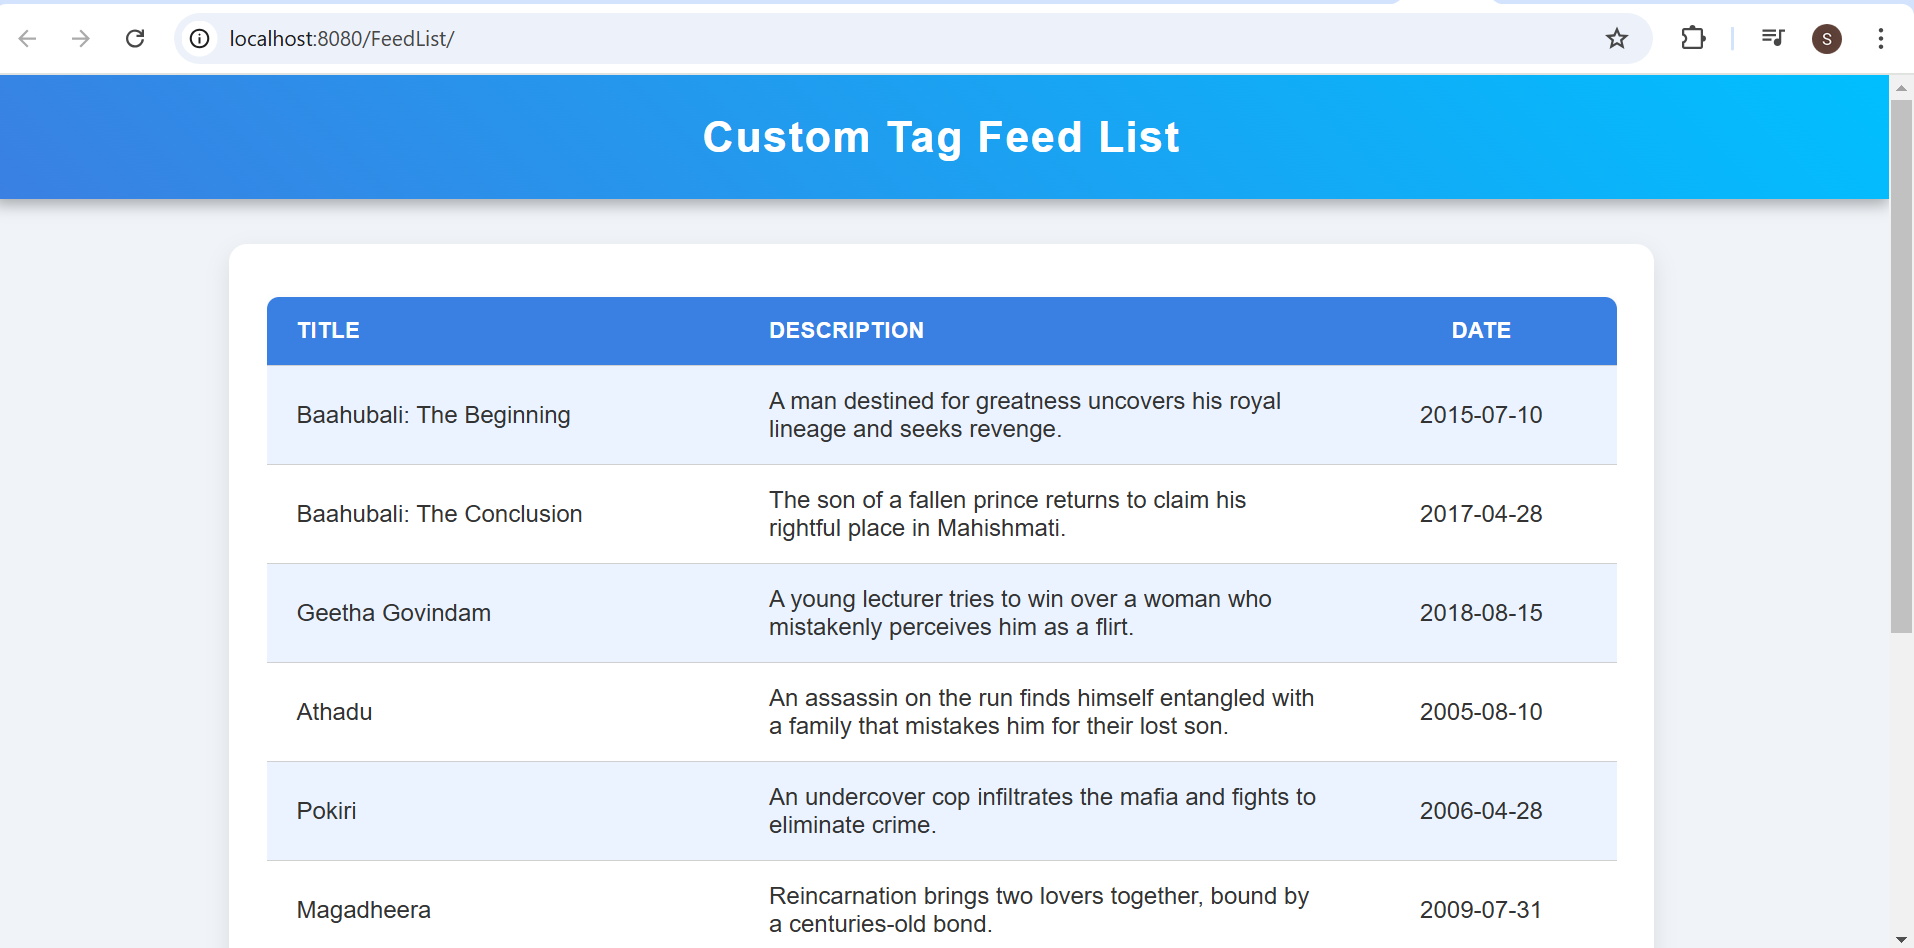 localhost:8080/FeedList/
S
Custom Tag Feed List
TITLE DESCRIPTION DATE
Baahubali: The Beginning A man destined for greatness uncovers his royal 2015-07-10
lineage and seeks revenge.
Baahubali: The Conclusion The son of a fallen prince returns to claim his 2017-04-28
rightful place in Mahishmati.
Geetha Govindam A young lecturer tries to win over a woman who 2018-08-15
mistakenly perceives him as a flirt.
Athadu An assassin on the run finds himself entangled with 2005-08-10
a family that mistakes him for their lost son.
Pokiri An undercover cop infiltrates the mafia and fights to 2006-04-28
eliminate crime.
Magadheera Reincarnation brings two lovers together, bound by 2009-07-31
a centuries-old bond.